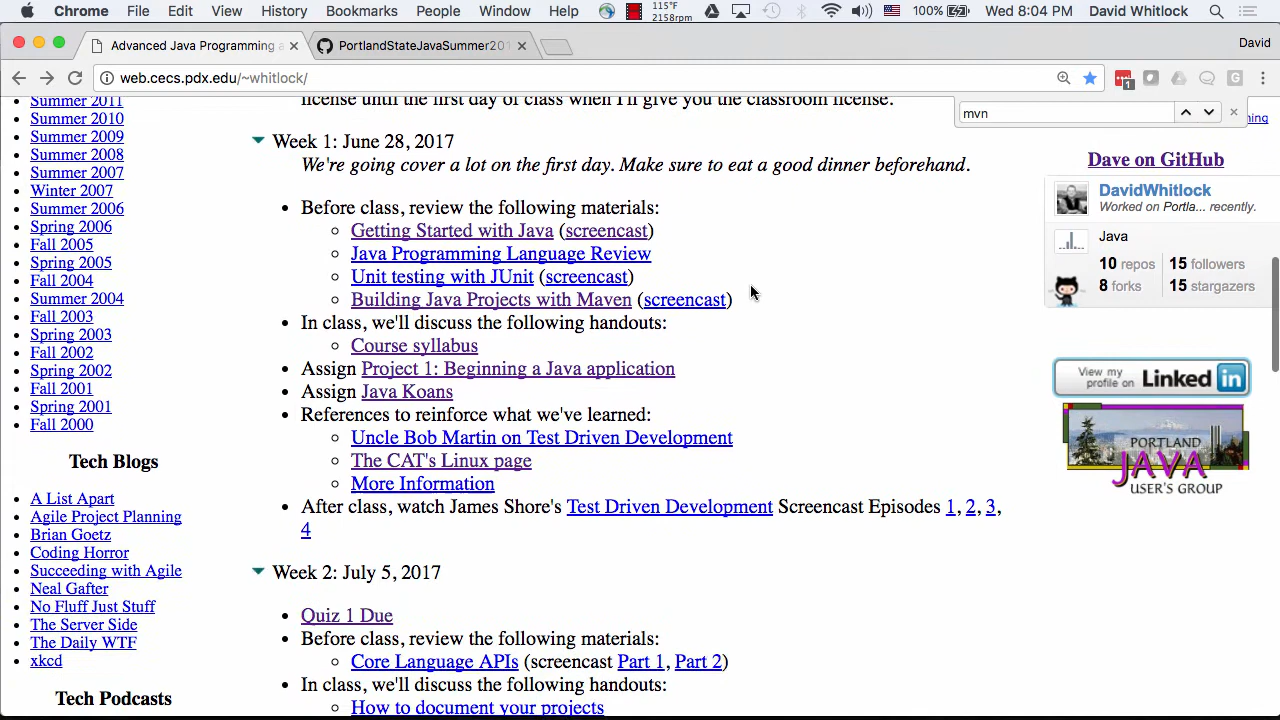 Chrome File Edit View History Bookmarks People Window Help 115°F 2158rpm 100% Wed 8:04 PM David Whitlock
Advanced Java Programming a × PortlandStateJavaSummer201 × David
web.cecs.pdx.edu/~whitlock/
mvn
Summer 2011
Summer 2010
Summer 2009
Summer 2008
Summer 2007
Winter 2007
Summer 2006
Spring 2006
Fall 2005
Spring 2005
Fall 2004
Summer 2004
Fall 2003
Spring 2003
Fall 2002
Spring 2002
Fall 2001
Spring 2001
Fall 2000
Tech Blogs
A List Apart
Agile Project Planning
Brian Goetz
Coding Horror
Succeeding with Agile
Neal Gafter
No Fluff Just Stuff
The Server Side
The Daily WTF
xkcd
Tech Podcasts
license until the first day of class when I'll give you the classroom license.
Week 1: June 28, 2017
We're going cover a lot on the first day. Make sure to eat a good dinner beforehand.
• Before class, review the following materials:
Getting Started with Java (screencast)
Java Programming Language Review
Unit testing with JUnit (screencast)
Building Java Projects with Maven (screencast)
• In class, we'll discuss the following handouts:
Course syllabus
• Assign Project 1: Beginning a Java application
• Assign Java Koans
• References to reinforce what we've learned:
Uncle Bob Martin on Test Driven Development
The CAT's Linux page
More Information
• After class, watch James Shore's Test Driven Development Screencast Episodes 1, 2, 3,
4
Week 2: July 5, 2017
• Quiz 1 Due
• Before class, review the following materials:
Core Language APIs (screencast Part 1, Part 2)
• In class, we'll discuss the following handouts:
How to document your projects
Dave on GitHub
DavidWhitlock
Worked on Portla... recently.
Java
10 repos 15 followers
8 forks 15 stargazers
View my
profile on Linked in
PORTLAND
JAVA
USER'S GROUP